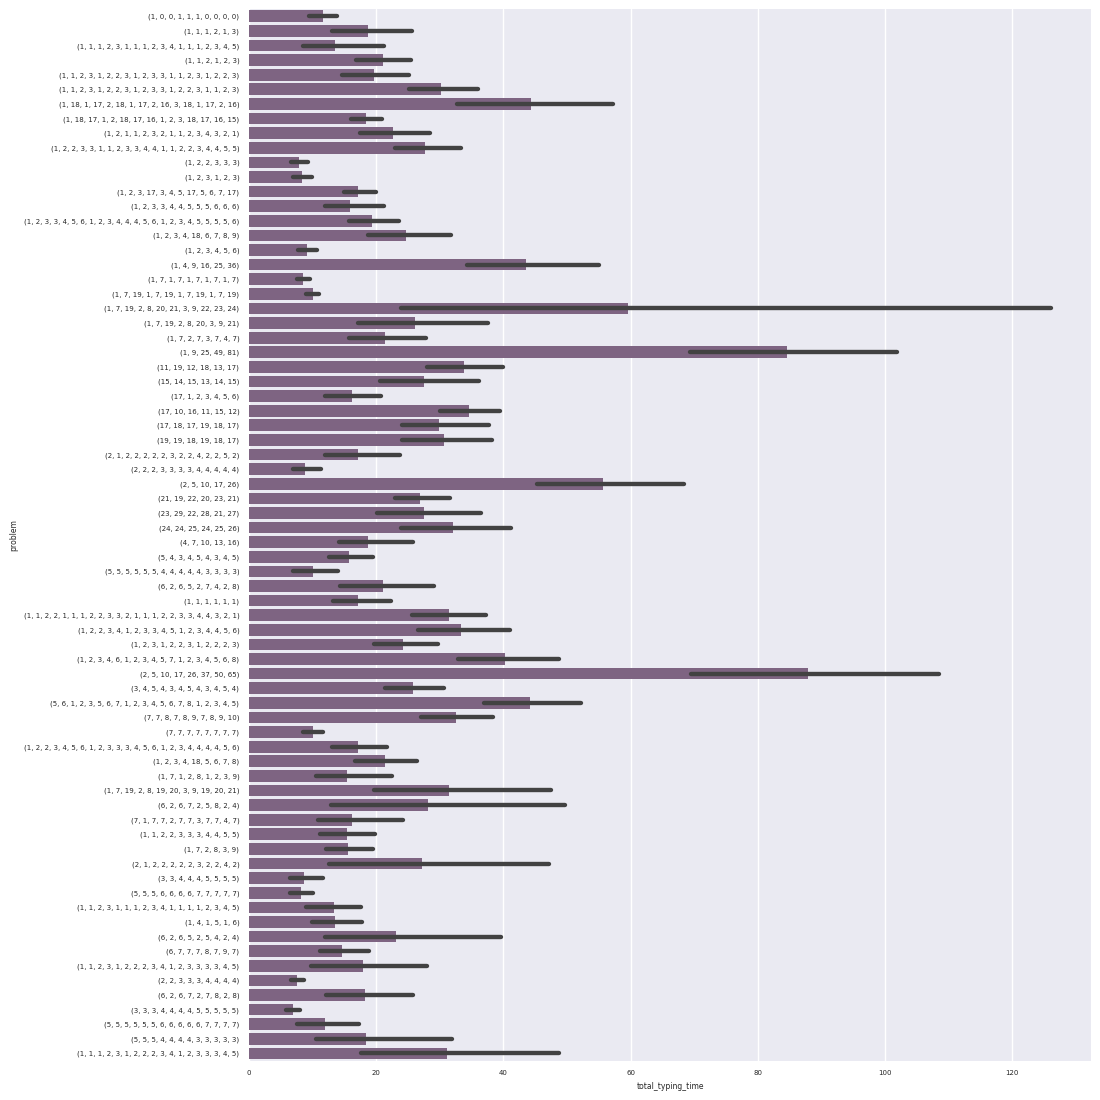 (1, 0, 0, 1, 1, 1, 0, 0, 0, 0)
(1, 1, 1, 2, 1, 3)
(1, 1, 1, 2, 3, 1, 1, 1, 2, 3, 4, 1, 1, 1, 2, 3, 4, 5)
(1, 1, 2, 1, 2, 3)
(1, 1, 2, 3, 1, 2, 2, 3, 1, 2, 3, 3, 1, 1, 2, 3, 1, 2, 2, 3)
(1, 1, 2, 3, 1, 2, 2, 3, 1, 2, 3, 3, 1, 2, 2, 3, 1, 1, 2, 3)
(1, 18, 1, 17, 2, 18, 1, 17, 2, 16, 3, 18, 1, 17, 2, 16)
(1, 18, 17, 1, 2, 18, 17, 16, 1, 2, 3, 18, 17, 16, 15)
(1, 2, 1, 1, 2, 3, 2, 1, 1, 2, 3, 4, 3, 2, 1)
(1, 2, 2, 3, 3, 1, 1, 2, 3, 3, 4, 4, 1, 1, 2, 2, 3, 4, 4, 5, 5)
(1, 2, 2, 3, 3, 3)
(1, 2, 3, 1, 2, 3)
(1, 2, 3, 17, 3, 4, 5, 17, 5, 6, 7, 17)
(1, 2, 3, 3, 4, 4, 5, 5, 5, 6, 6, 6)
(1, 2, 3, 3, 4, 5, 6, 1, 2, 3, 4, 4, 4, 5, 6, 1, 2, 3, 4, 5, 5, 5, 5, 6)
(1, 2, 3, 4, 18, 6, 7, 8, 9)
(1, 2, 3, 4, 5, 6)
(1, 4, 9, 16, 25, 36)
(1, 7, 1, 7, 1, 7, 1, 7, 1, 7)
(1, 7, 19, 1, 7, 19, 1, 7, 19, 1, 7, 19)
(1, 7, 19, 2, 8, 20, 21, 3, 9, 22, 23, 24)
(1, 7, 19, 2, 8, 20, 3, 9, 21)
(1, 7, 2, 7, 3, 7, 4, 7)
(1, 9, 25, 49, 81)
(11, 19, 12, 18, 13, 17)
(15, 14, 15, 13, 14, 15)
(17, 1, 2, 3, 4, 5, 6)
(17, 10, 16, 11, 15, 12)
(17, 18, 17, 19, 18, 17)
(19, 19, 18, 19, 18, 17)
(2, 1, 2, 2, 2, 2, 2, 3, 2, 2, 4, 2, 2, 5, 2)
(2, 2, 2, 3, 3, 3, 3, 4, 4, 4, 4, 4)
(2, 5, 10, 17, 26)
(21, 19, 22, 20, 23, 21)
(23, 29, 22, 28, 21, 27)
(24, 24, 25, 24, 25, 26)
(4, 7, 10, 13, 16)
(5, 4, 3, 4, 5, 4, 3, 4, 5)
(5, 5, 5, 5, 5, 5, 4, 4, 4, 4, 4, 3, 3, 3, 3)
(6, 2, 6, 5, 2, 7, 4, 2, 8)
(1, 1, 1, 1, 1, 1)
(1, 1, 2, 2, 1, 1, 1, 2, 2, 3, 3, 2, 1, 1, 1, 2, 2, 3, 3, 4, 4, 3, 2, 1)
(1, 2, 2, 3, 4, 1, 2, 3, 3, 4, 5, 1, 2, 3, 4, 4, 5, 6)
(1, 2, 3, 1, 2, 2, 3, 1, 2, 2, 2, 3)
(1, 2, 3, 4, 6, 1, 2, 3, 4, 5, 7, 1, 2, 3, 4, 5, 6, 8)
(2, 5, 10, 17, 26, 37, 50, 65)
(3, 4, 5, 4, 3, 4, 5, 4, 3, 4, 5, 4)
(5, 6, 1, 2, 3, 5, 6, 7, 1, 2, 3, 4, 5, 6, 7, 8, 1, 2, 3, 4, 5)
(7, 7, 8, 7, 8, 9, 7, 8, 9, 10)
(7, 7, 7, 7, 7, 7, 7, 7)
(1, 2, 2, 3, 4, 5, 6, 1, 2, 3, 3, 3, 4, 5, 6, 1, 2, 3, 4, 4, 4, 4, 5, 6)
(1, 2, 3, 4, 18, 5, 6, 7, 8)
(1, 7, 1, 2, 8, 1, 2, 3, 9)
(1, 7, 19, 2, 8, 19, 20, 3, 9, 19, 20, 21)
(6, 2, 6, 7, 2, 5, 8, 2, 4)
(7, 1, 7, 7, 2, 7, 7, 3, 7, 7, 4, 7)
(1, 1, 2, 2, 3, 3, 3, 4, 4, 5, 5)
(1, 7, 2, 8, 3, 9)
(2, 1, 2, 2, 2, 2, 2, 3, 2, 2, 4, 2)
(3, 3, 4, 4, 4, 5, 5, 5, 5)
(5, 5, 5, 6, 6, 6, 6, 7, 7, 7, 7, 7)
(1, 1, 2, 3, 1, 1, 1, 2, 3, 4, 1, 1, 1, 1, 2, 3, 4, 5)
(1, 4, 1, 5, 1, 6)
(6, 2, 6, 5, 2, 5, 4, 2, 4)
(6, 7, 7, 7, 8, 7, 9, 7)
(1, 1, 2, 3, 1, 2, 2, 2, 3, 4, 1, 2, 3, 3, 3, 3, 4, 5)
(2, 2, 3, 3, 3, 4, 4, 4, 4)
(6, 2, 6, 7, 2, 7, 8, 2, 8)
(3, 3, 3, 4, 4, 4, 4, 5, 5, 5, 5, 5)
(5, 5, 5, 5, 5, 5, 6, 6, 6, 6, 6, 7, 7, 7, 7)
(5, 5, 5, 4, 4, 4, 4, 3, 3, 3, 3, 3)
(1, 1, 1, 2, 3, 1, 2, 2, 2, 3, 4, 1, 2, 3, 3, 3, 4, 5)
problem
0 20 40 60 80 100 120
total_typing_time